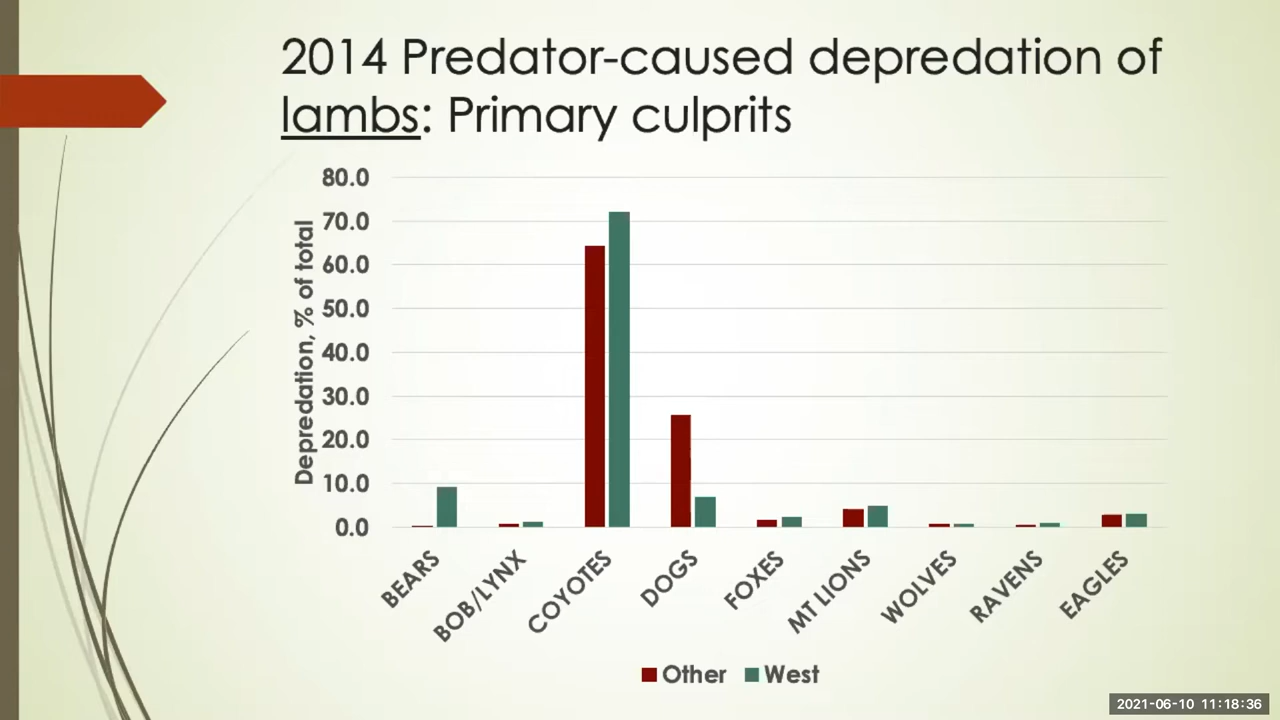 2014 Predator-caused depredation of
lambs: Primary culprits
Depredation, % of total
80.0
70.0
60.0
50.0
40.0
30.0
20.0
10.0
0.0
BEARS
BOB/LYNX
COYOTES
DOGS
FOXES
MT LIONS
WOLVES
RAVENS
EAGLES
Other West
2021-06-10 11:18:36